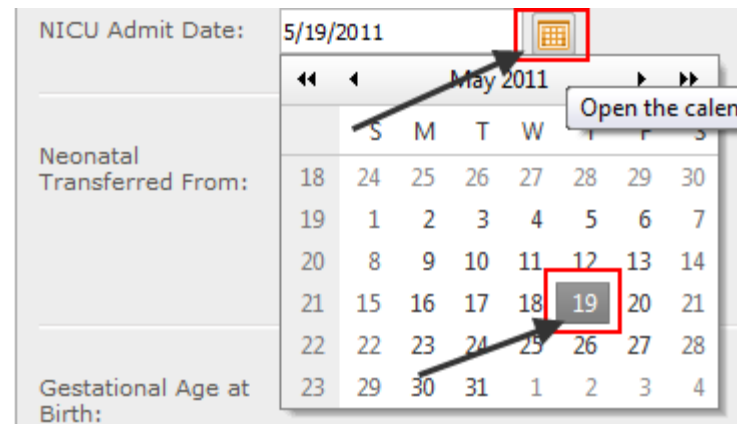 NICU Admit Date: 5/19/2011
May 2011
Open the calen
S M T W T F S
Neonatal
Transferred From:
18 24 25 26 27 28 29 30
19 1 2 3 4 5 6 7
20 8 9 10 11 12 13 14
21 15 16 17 18 19 20 21
22 22 23 24 25 26 27 28
23 29 30 31 1 2 3 4
Gestational Age at
Birth: